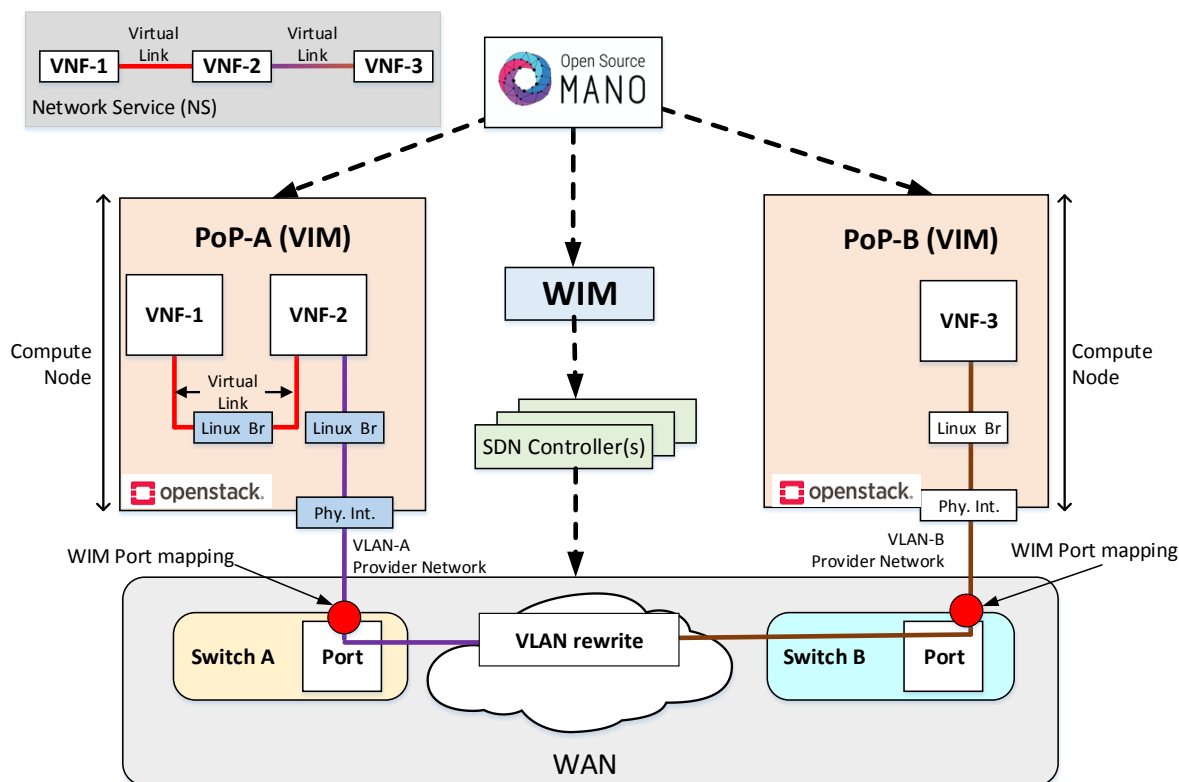 Virtual
Link
Virtual
Link
VNF-1
VNF-2
VNF-3
Network Service (NS)
Open Source
MANO
PoP-A (VIM)
VNF-1
VNF-2
Virtual
Link
Linux Br
Linux Br
openstack.
Phy. Int.
Compute
Node
WIM
SDN Controller(s)
PoP-B (VIM)
VNF-3
Linux Br
openstack.
Phy. Int.
Compute
Node
WIM Port mapping
VLAN-A
Provider Network
VLAN-B
Provider Network
WIM Port mapping
Switch A
Port
VLAN rewrite
Switch B
Port
WAN